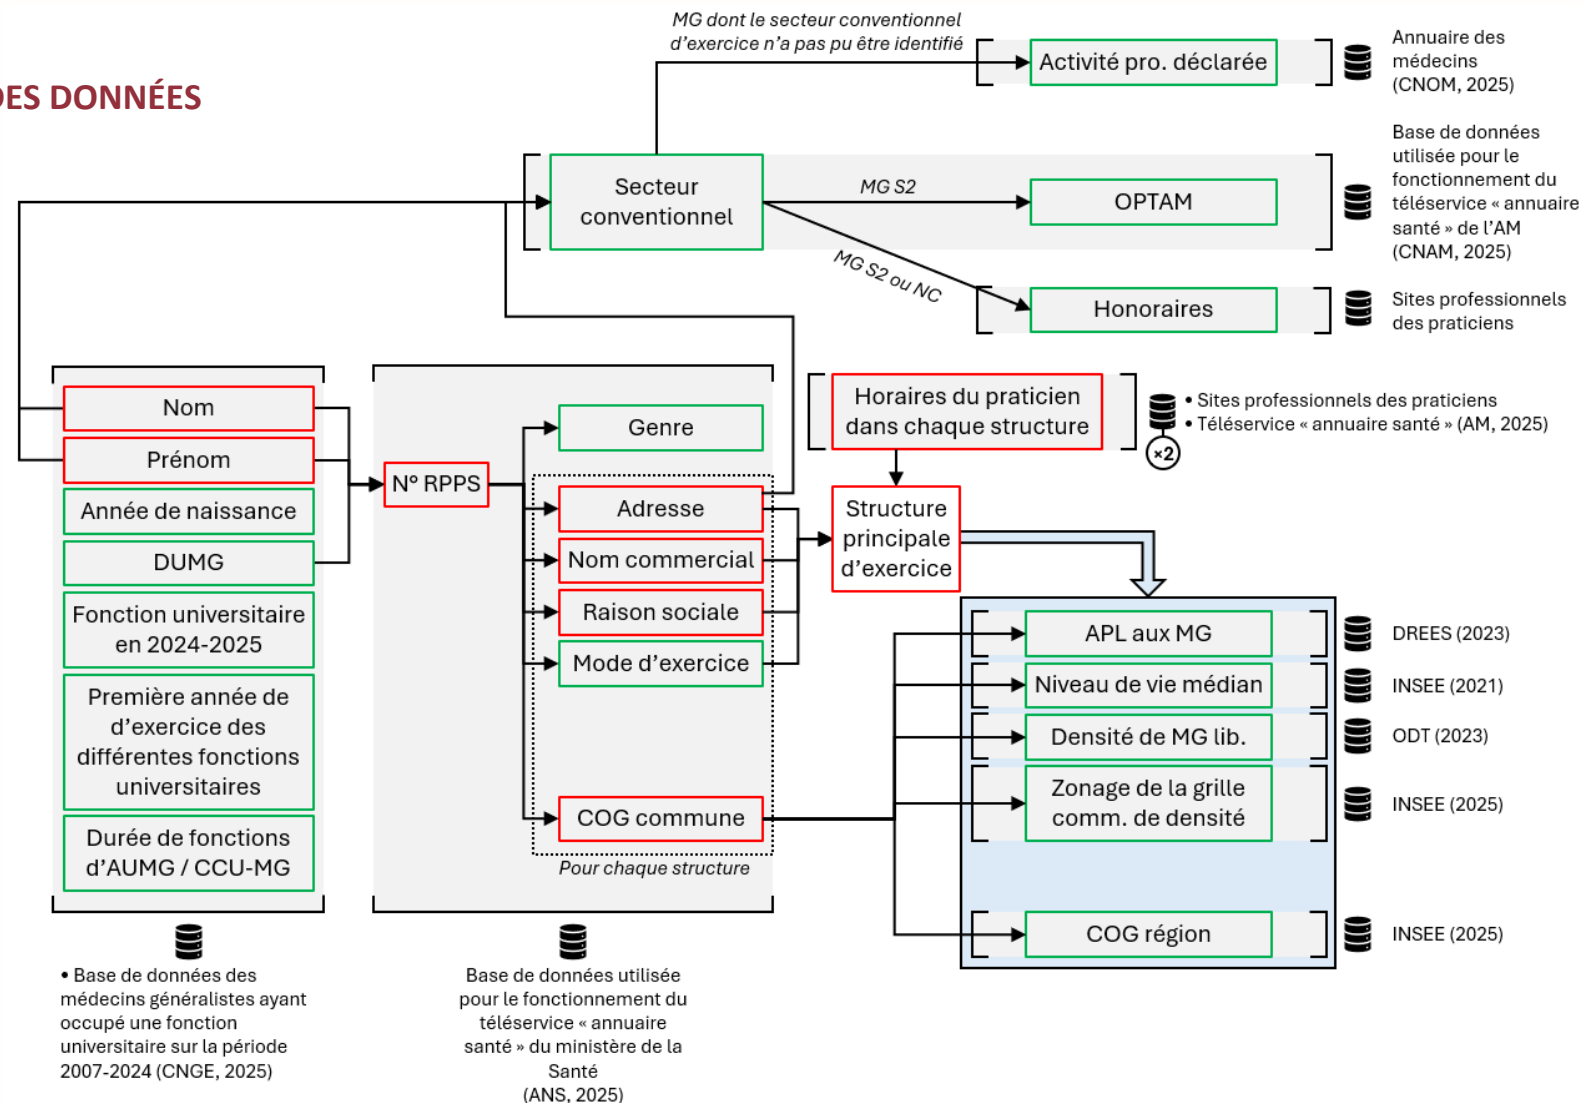 DES DONNÉES
MG dont le secteur conventionnel
d'exercice n'a pas pu être identifié
Activité pro. déclarée
Annuaire des
médecins
(CNOM, 2025)
Secteur
conventionnel
MG S2
OPTAM
Base de données
utilisée pour le
fonctionnement du
téléservice « annuaire
santé » de l'AM
(CNAM, 2025)
MG S2 ou NC
Honoraires
Sites professionnels
des praticiens
Nom
Prénom
Année de naissance
DUMG
Fonction universitaire
en 2024-2025
Première année de
d'exercice des
différentes fonctions
universitaires
Durée de fonctions
d'AUMG / CCU-MG
• Base de données des
médecins généralistes ayant
occupé une fonction
universitaire sur la période
2007-2024 (CNGE, 2025)
N° RPPS
Genre
Adresse
Nom commercial
Raison sociale
Mode d'exercice
COG commune
Pour chaque structure
Base de données utilisée
pour le fonctionnement du
téléservice « annuaire
santé » du ministère de la
Santé
(ANS, 2025)
Horaires du praticien
dans chaque structure
• Sites professionnels des praticiens
• Téléservice « annuaire santé » (AM, 2025)
×2
Structure
principale
d'exercice
APL aux MG
DREES (2023)
Niveau de vie médian
INSEE (2021)
Densité de MG lib.
ODT (2023)
Zonage de la grille
comm. de densité
INSEE (2025)
COG région
INSEE (2025)